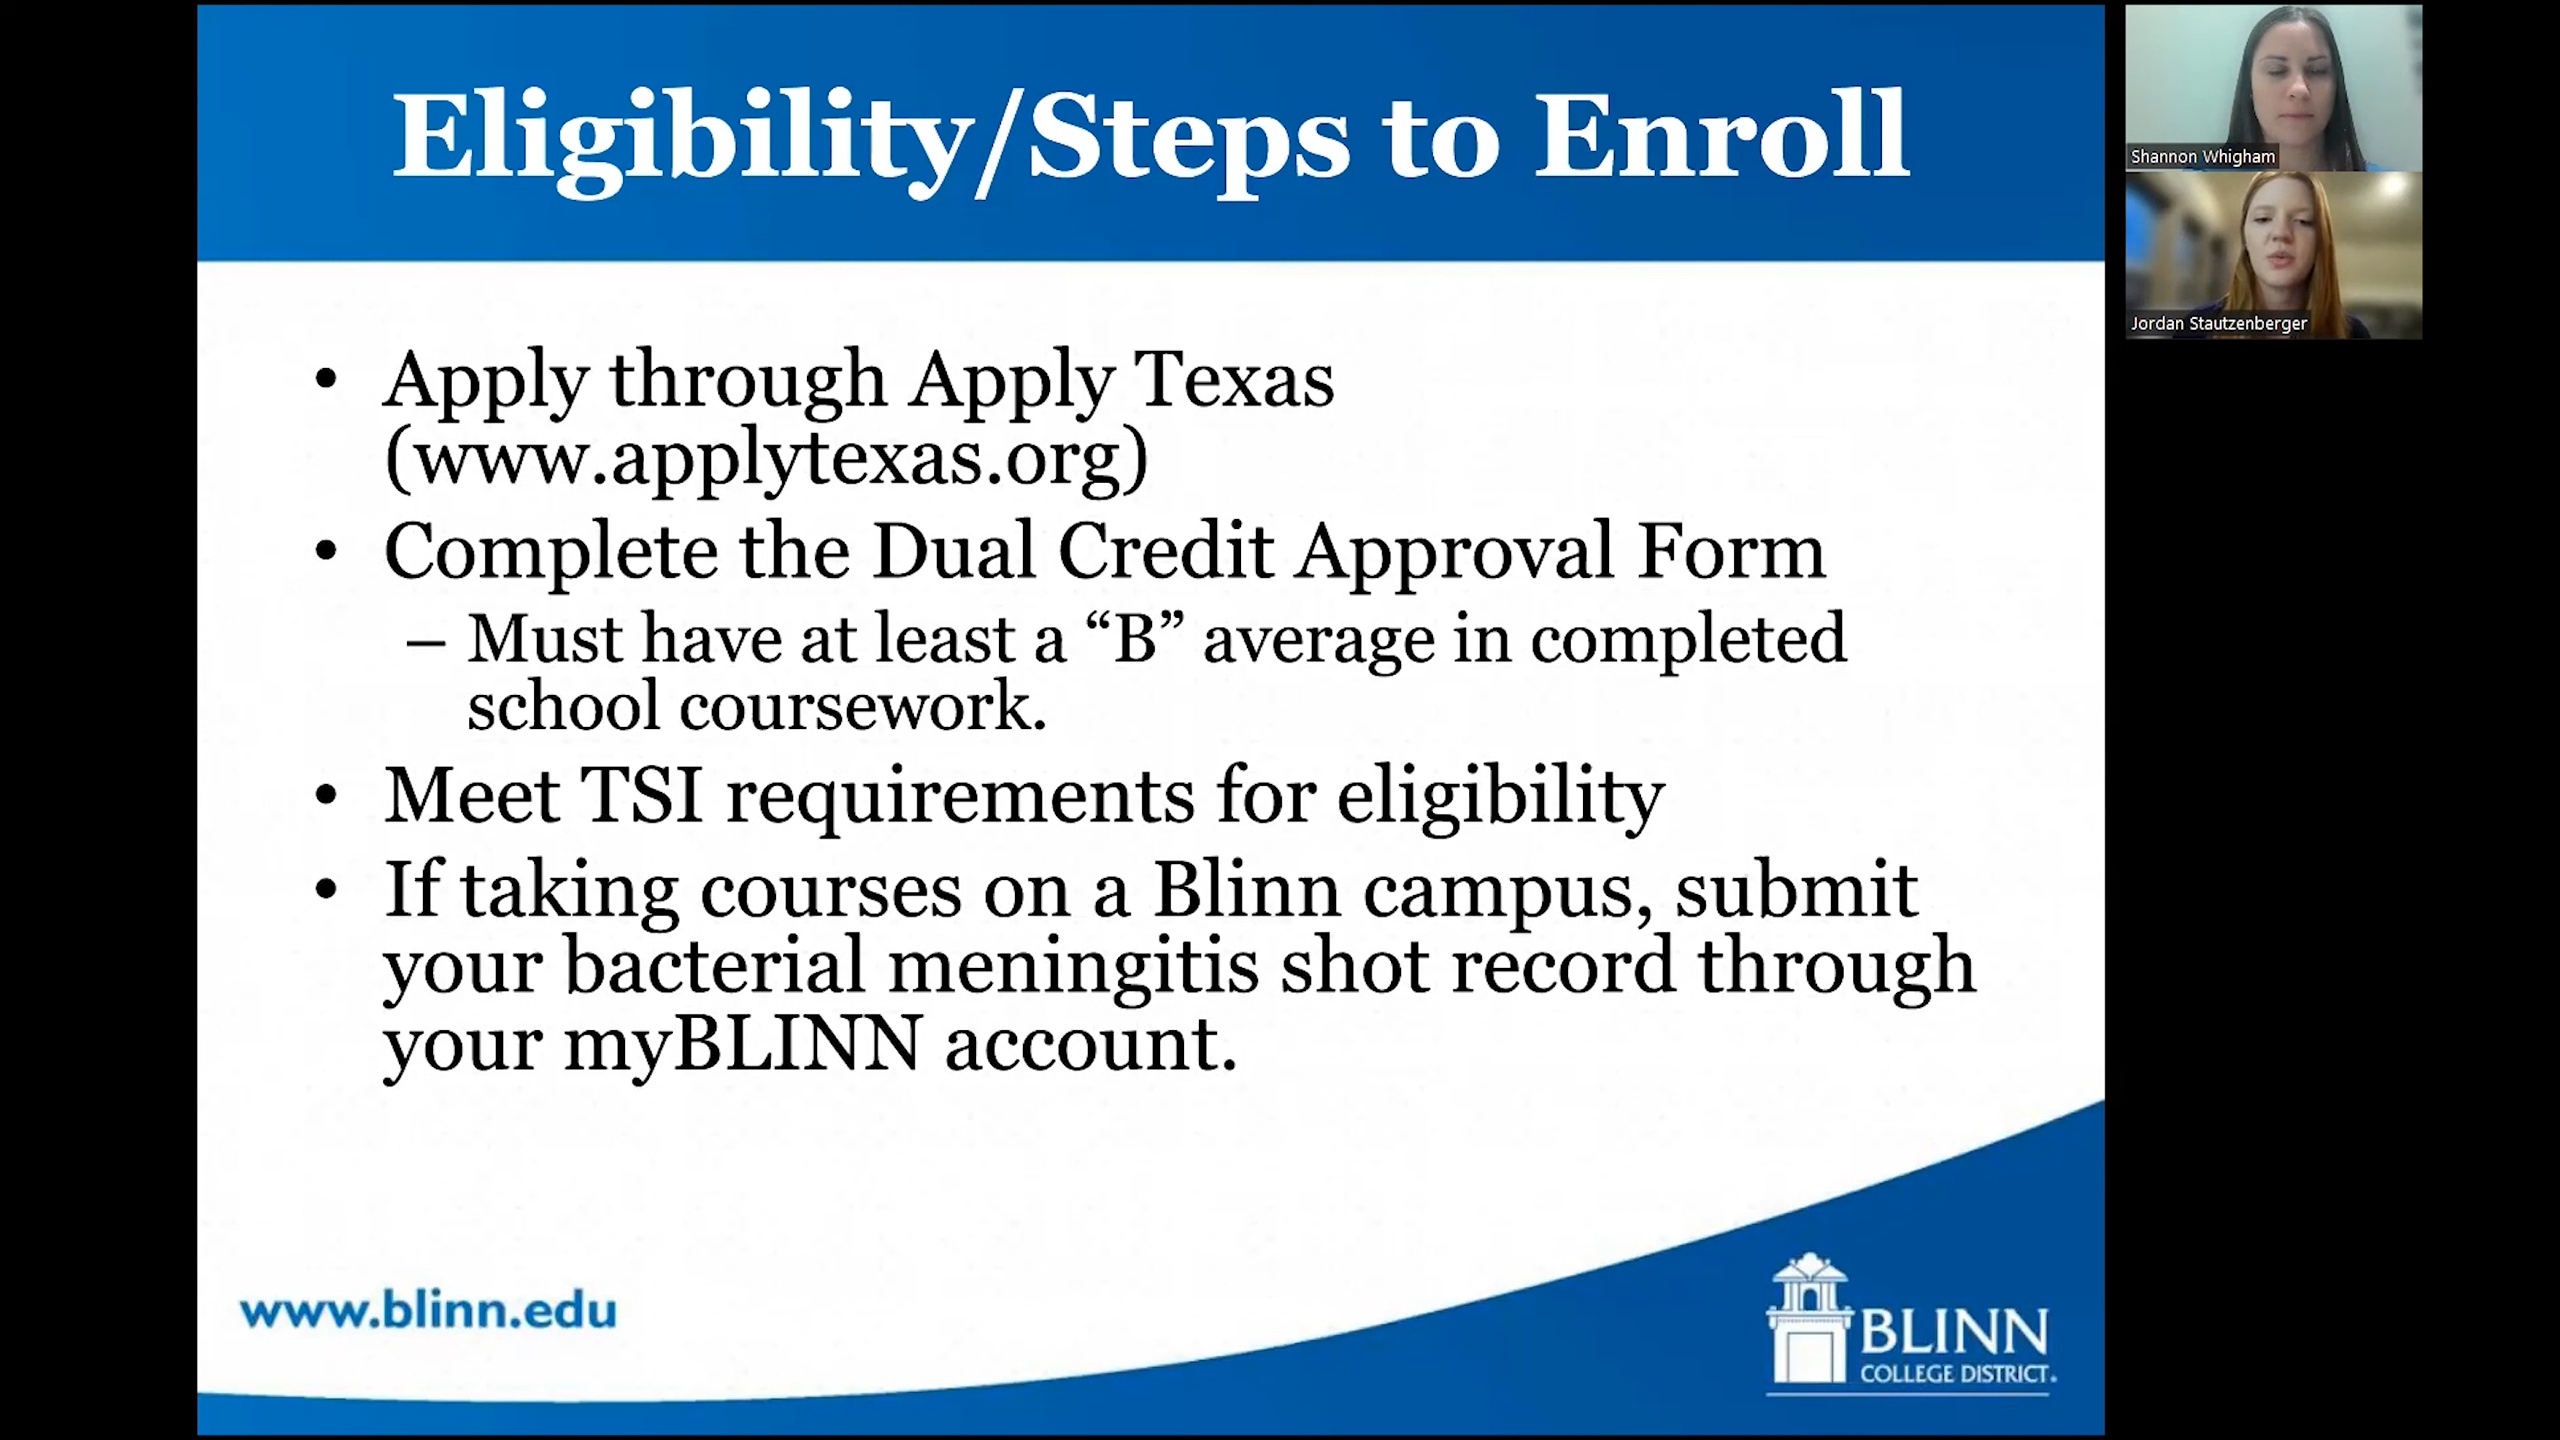 Eligibility/Steps to Enroll
• Apply through Apply Texas
(www.applytexas.org)
• Complete the Dual Credit Approval Form
– Must have at least a “B” average in completed
school coursework.
• Meet TSI requirements for eligibility
• If taking courses on a Blinn campus, submit
your bacterial meningitis shot record through
your myBLINN account.
www.blinn.edu
BLINN
COLLEGE DISTRICT.
Shannon Whigham
Jordan Stautzenberger